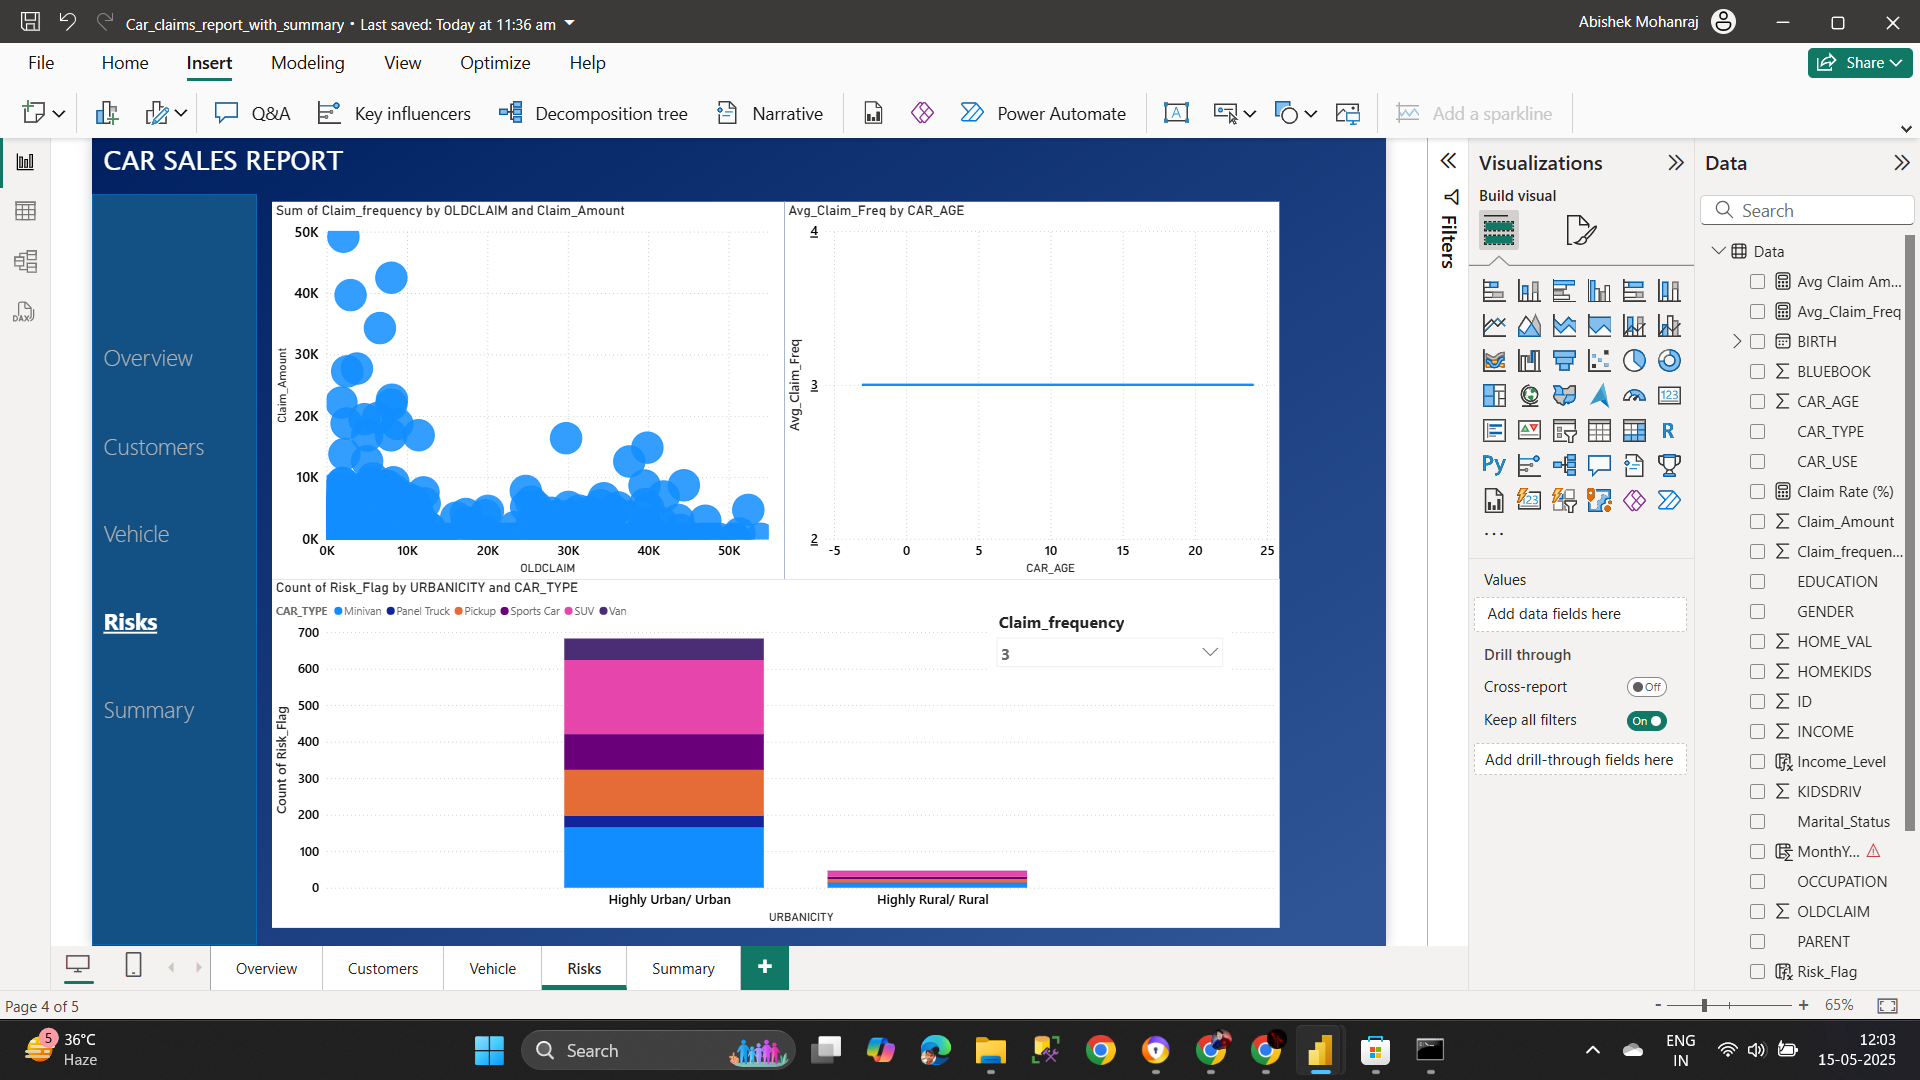 Car_claims_report_with_summary • Last saved: Today at 11:36 am
Abishek Mohanraj
File Home Insert Modeling View Optimize Help
Share
Q&A Key influencers Decomposition tree Narrative Power Automate Add a sparkline
CAR SALES REPORT
Overview
Customers
Vehicle
Risks
Summary
Sum of Claim_frequency by OLDCLAIM and Claim_Amount
50K
40K
30K
20K
10K
0K
Claim_Amount
0K 10K 20K 30K 40K 50K
OLDCLAIM
Avg_Claim_Freq by CAR_AGE
4
3
2
Avg_Claim_Freq
-5 0 5 10 15 20 25
CAR_AGE
Count of Risk_Flag by URBANICITY and CAR_TYPE
CAR_TYPE Minivan Panel Truck Pickup Sports Car SUV Van
700
600
500
400
300
200
100
0
Count of Risk_Flag
Highly Urban/ Urban Highly Rural/ Rural
URBANICITY
Claim_frequency
3
Filters
Visualizations
Build visual
123
R
Py
123
...
Values
Add data fields here
Drill through
Cross-report Off
Keep all filters On
Add drill-through fields here
Data
Search
Data
Avg Claim Am...
Avg_Claim_Freq
BIRTH
BLUEBOOK
CAR_AGE
CAR_TYPE
CAR_USE
Claim Rate (%)
Claim_Amount
Claim_frequen...
EDUCATION
GENDER
HOME_VAL
HOMEKIDS
ID
INCOME
Income_Level
KIDSDRIV
Marital_Status
MonthY...
OCCUPATION
OLDCLAIM
PARENT
Risk_Flag
DAX
Overview Customers Vehicle Risks Summary +
Page 4 of 5
- + 65%
5
36°C
Haze
Search
ENG
IN
12:03
15-05-2025